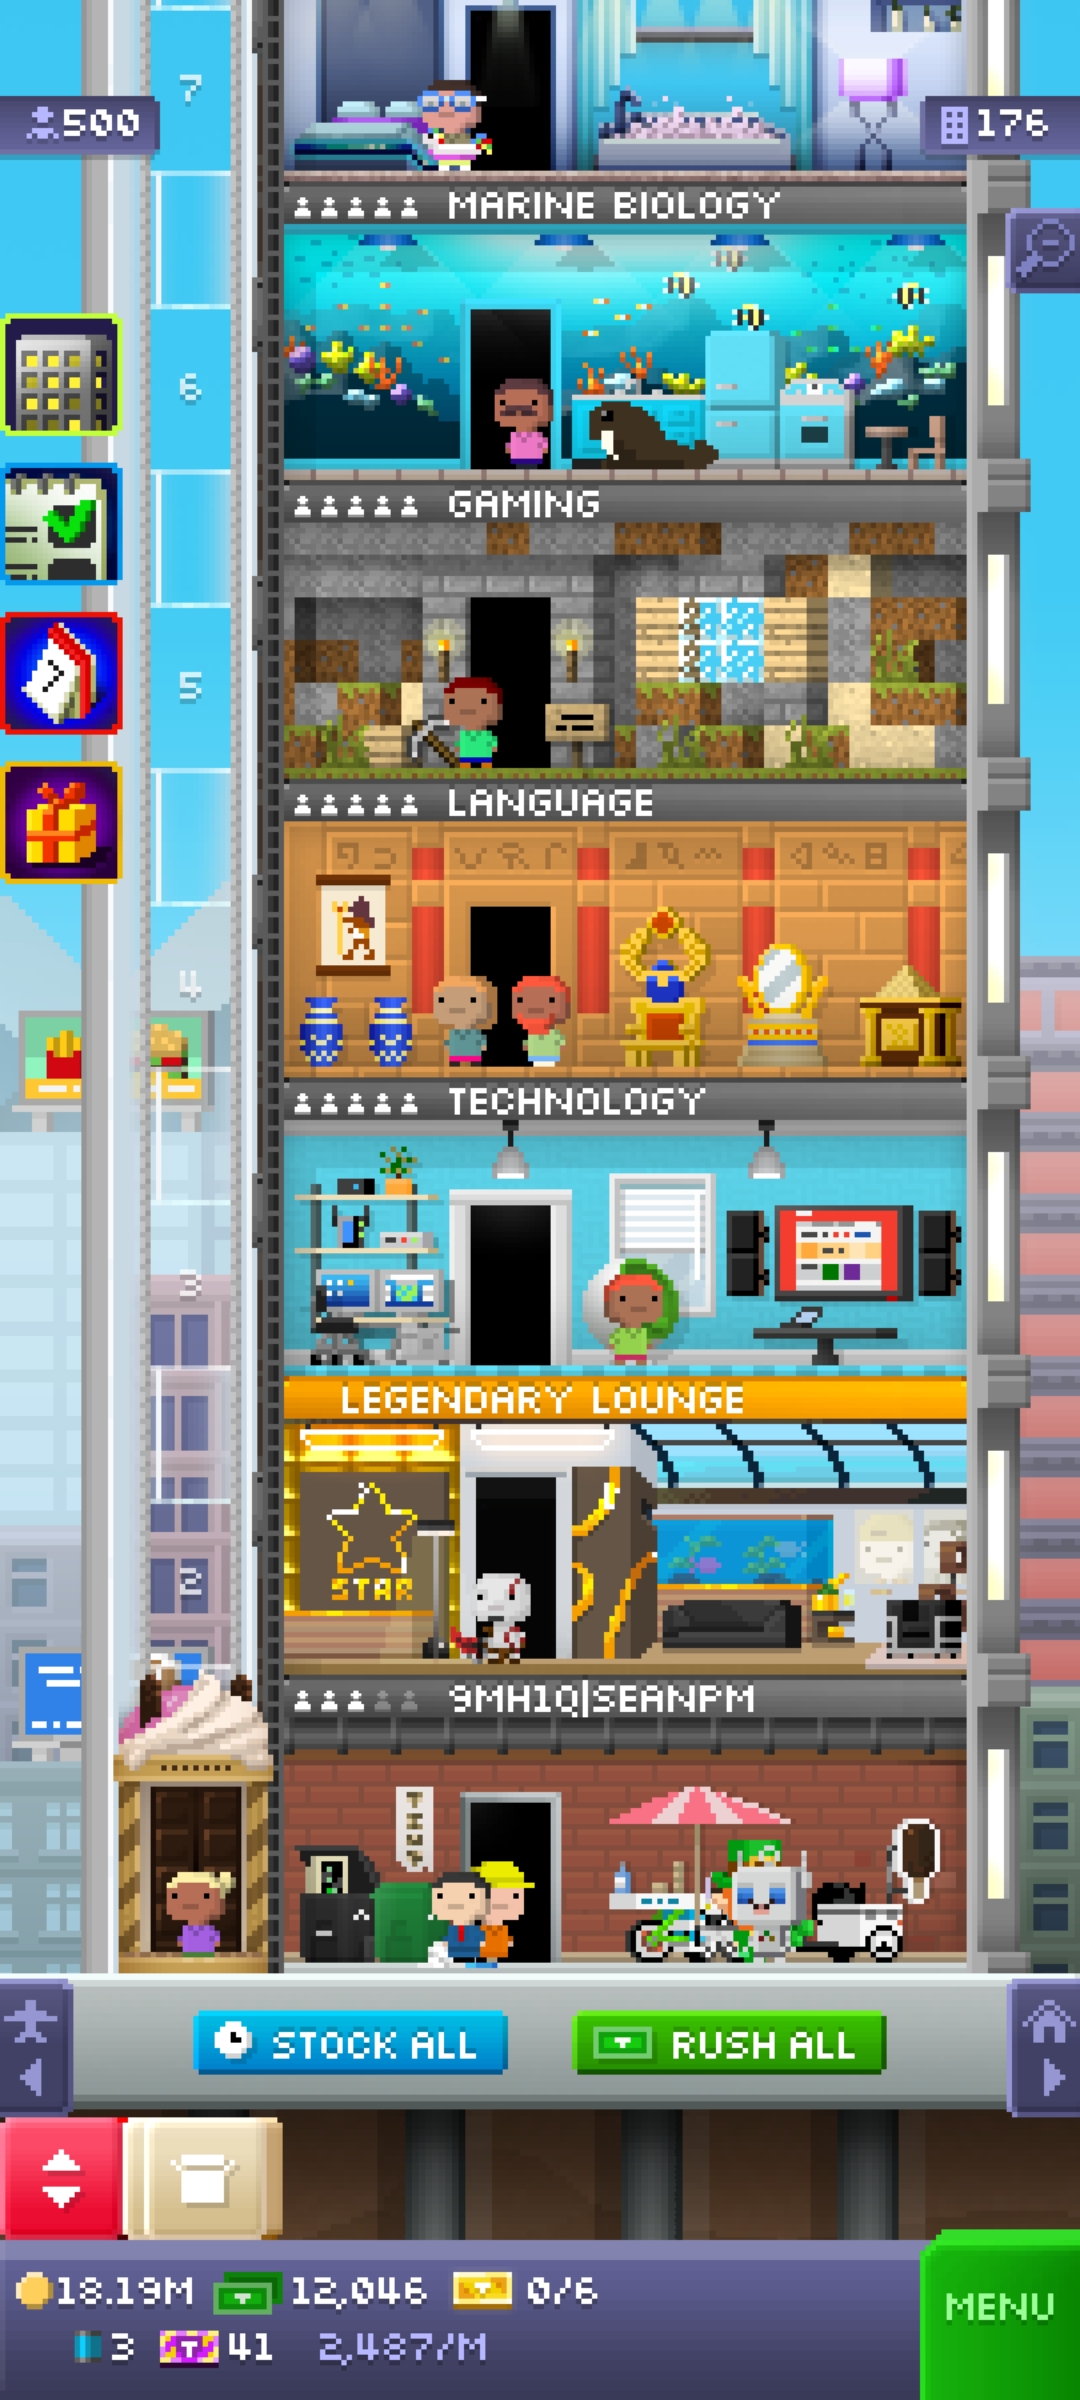 7
500
176
MARINE BIOLOGY
6
GAMING
5
LANGUAGE
4
TECHNOLOGY
3
LEGENDARY LOUNGE
STAR
2
9MH1Q|SEANPM
TINY
STOCK ALL
RUSH ALL
18.19M
12,046
0/6
MENU
3
T
41
2,487/M